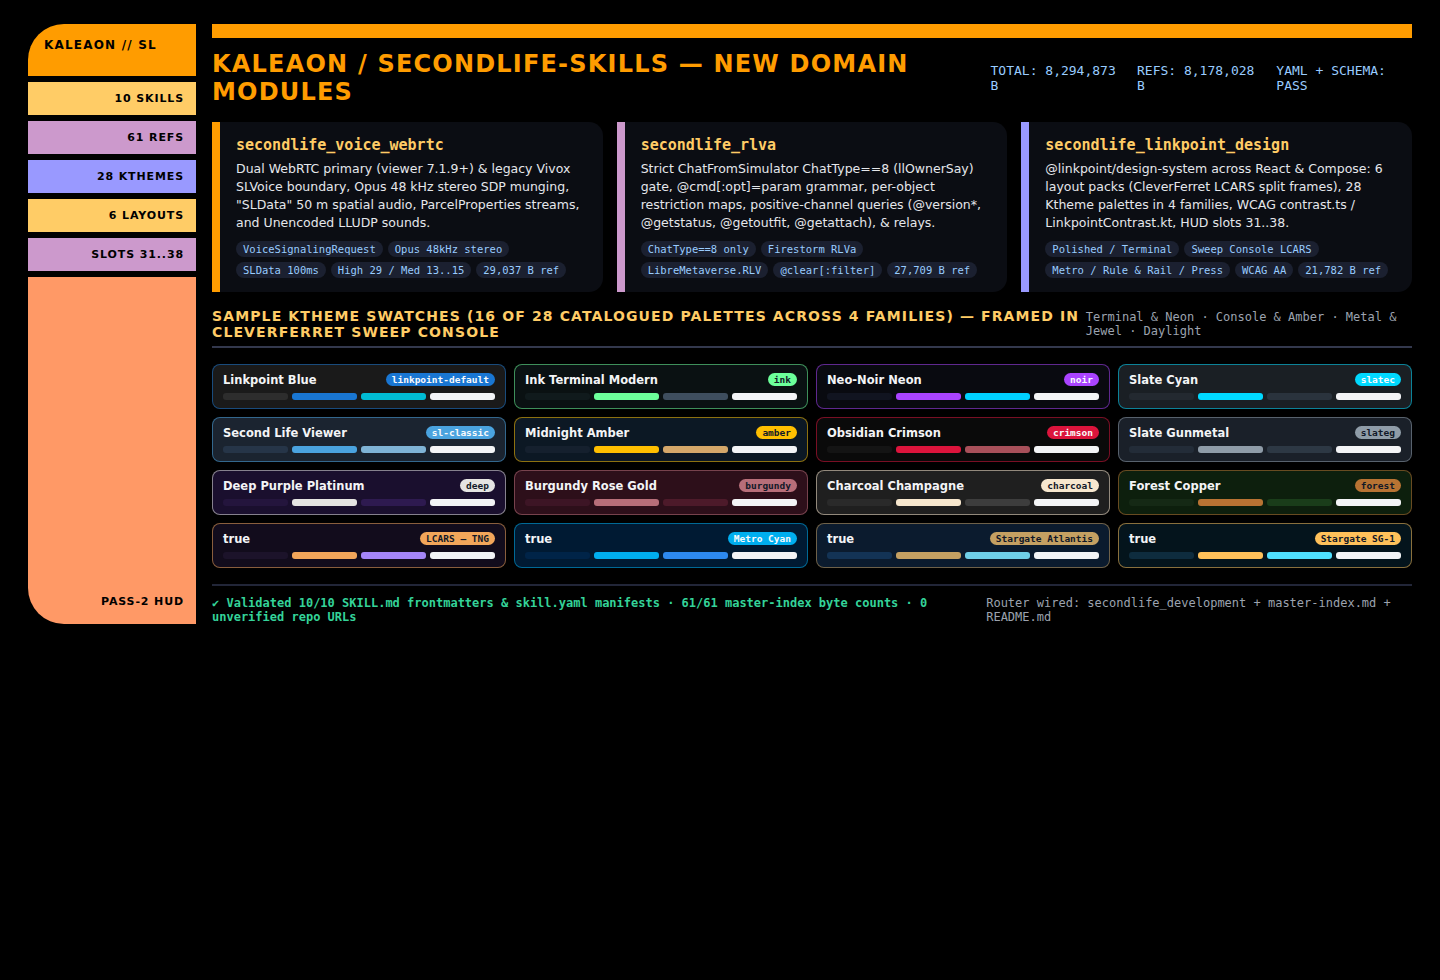 KALEAON // SL
10 SKILLS
61 REFS
28 KTHEMES
6 LAYOUTS
SLOTS 31..38
PASS-2 HUD
KALEAON / SECONDLIFE-SKILLS — NEW DOMAIN
MODULES
TOTAL: 8,294,873
B
REFS: 8,178,028
B
YAML + SCHEMA:
PASS
secondlife_voice_webrtc
Dual WebRTC primary (viewer 7.1.9+) & legacy Vivox
SLVoice boundary, Opus 48 kHz stereo SDP munging,
"SLData" 50 m spatial audio, ParcelProperties streams,
and Unencoded LLUDP sounds.
VoiceSignalingRequest
Opus 48kHz stereo
SLData 100ms
High 29 / Med 13..15
29,037 B ref
secondlife_rlva
Strict ChatFromSimulator ChatType==8 (llOwnerSay)
gate, @cmd[:opt]=param grammar, per-object
restriction maps, positive-channel queries (@version*,
@getstatus, @getoutfit, @getattach), & relays.
ChatType==8 only
Firestorm RLVa
LibreMetaverse.RLV
@clear[:filter]
27,709 B ref
secondlife_linkpoint_design
@linkpoint/design-system across React & Compose: 6
layout packs (CleverFerret LCARS split frames), 28
Ktheme palettes in 4 families, WCAG contrast.ts /
LinkpointContrast.kt, HUD slots 31..38.
Polished / Terminal
Sweep Console LCARS
Metro / Rule & Rail / Press
WCAG AA
21,782 B ref
SAMPLE KTHEME SWATCHES (16 OF 28 CATALOGUED PALETTES ACROSS 4 FAMILIES) — FRAMED IN
CLEVERFERRET SWEEP CONSOLE
Terminal & Neon · Console & Amber · Metal &
Jewel · Daylight
Linkpoint Blue
linkpoint-default
Ink Terminal Modern
ink
Neo-Noir Neon
noir
Slate Cyan
slatec
Second Life Viewer
sl-classic
Midnight Amber
amber
Obsidian Crimson
crimson
Slate Gunmetal
slateg
Deep Purple Platinum
deep
Burgundy Rose Gold
burgundy
Charcoal Champagne
charcoal
Forest Copper
forest
true
LCARS — TNG
true
Metro Cyan
true
Stargate Atlantis
true
Stargate SG-1
✔ Validated 10/10 SKILL.md frontmatters & skill.yaml manifests · 61/61 master-index byte counts · 0
unverified repo URLs
Router wired: secondlife_development + master-index.md +
README.md